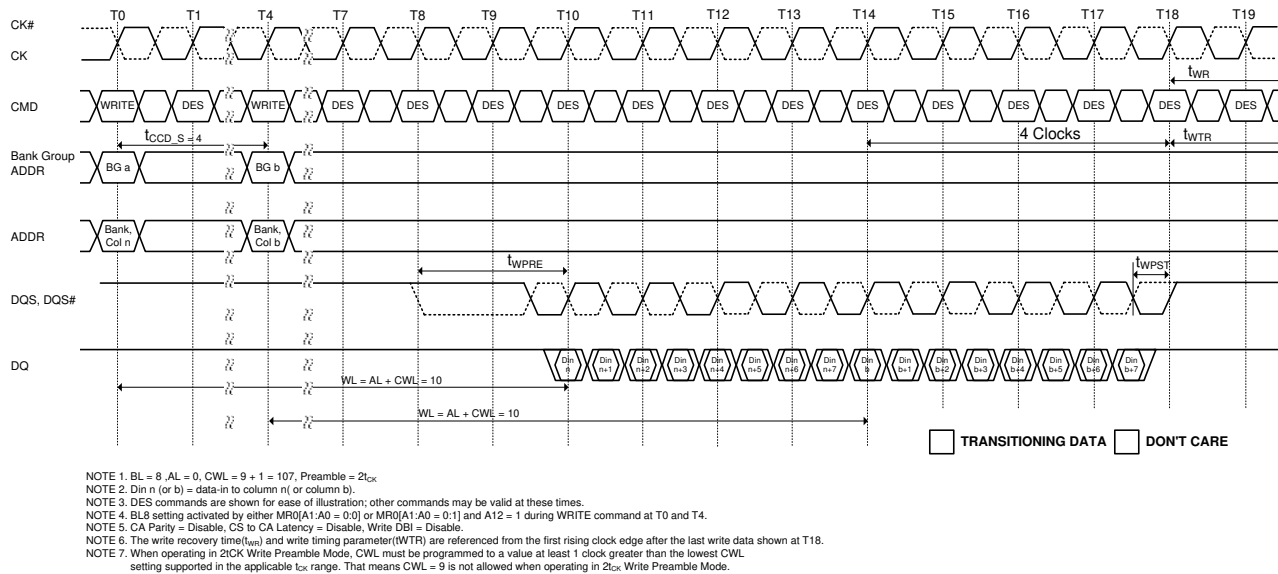 T0 T1 T4 T7 T8 T9 T10 T11 T12 T13 T14 T15 T16 T17 T18 T19
CK#
CK
tWR
CMD WRITE DES WRITE DES DES DES DES DES DES DES DES DES DES DES DES DES
tCCD_S = 4 4 Clocks tWTR
Bank Group
ADDR
BG a BG b
ADDR
Bank,
Col n
Bank,
Col b
tWPRE tWPST
DQS, DQS#
DQ
Din
n
Din
n+1
Din
n+2
Din
n+3
Din
n+4
Din
n+5
Din
n+6
Din
n+7
Din
b
Din
b+1
Din
b+2
Din
b+3
Din
b+4
Din
b+5
Din
b+6
Din
b+7
WL = AL + CWL = 10
WL = AL + CWL = 10
TRANSITIONING DATA DON'T CARE
NOTE 1. BL = 8 ,AL = 0, CWL = 9 + 1 = 107, Preamble = 2tCK
NOTE 2. Din n (or b) = data-in to column n( or column b).
NOTE 3. DES commands are shown for ease of illustration; other commands may be valid at these times.
NOTE 4. BL8 setting activated by either MR0[A1:A0 = 0:0] or MR0[A1:A0 = 0:1] and A12 = 1 during WRITE command at T0 and T4.
NOTE 5. CA Parity = Disable, CS to CA Latency = Disable, Write DBI = Disable.
NOTE 6. The write recovery time(tWR) and write timing parameter(tWTR) are referenced from the first rising clock edge after the last write data shown at T18.
NOTE 7. When operating in 2tCK Write Preamble Mode, CWL must be programmed to a value at least 1 clock greater than the lowest CWL
setting supported in the applicable tCK range. That means CWL = 9 is not allowed when operating in 2tCK Write Preamble Mode.